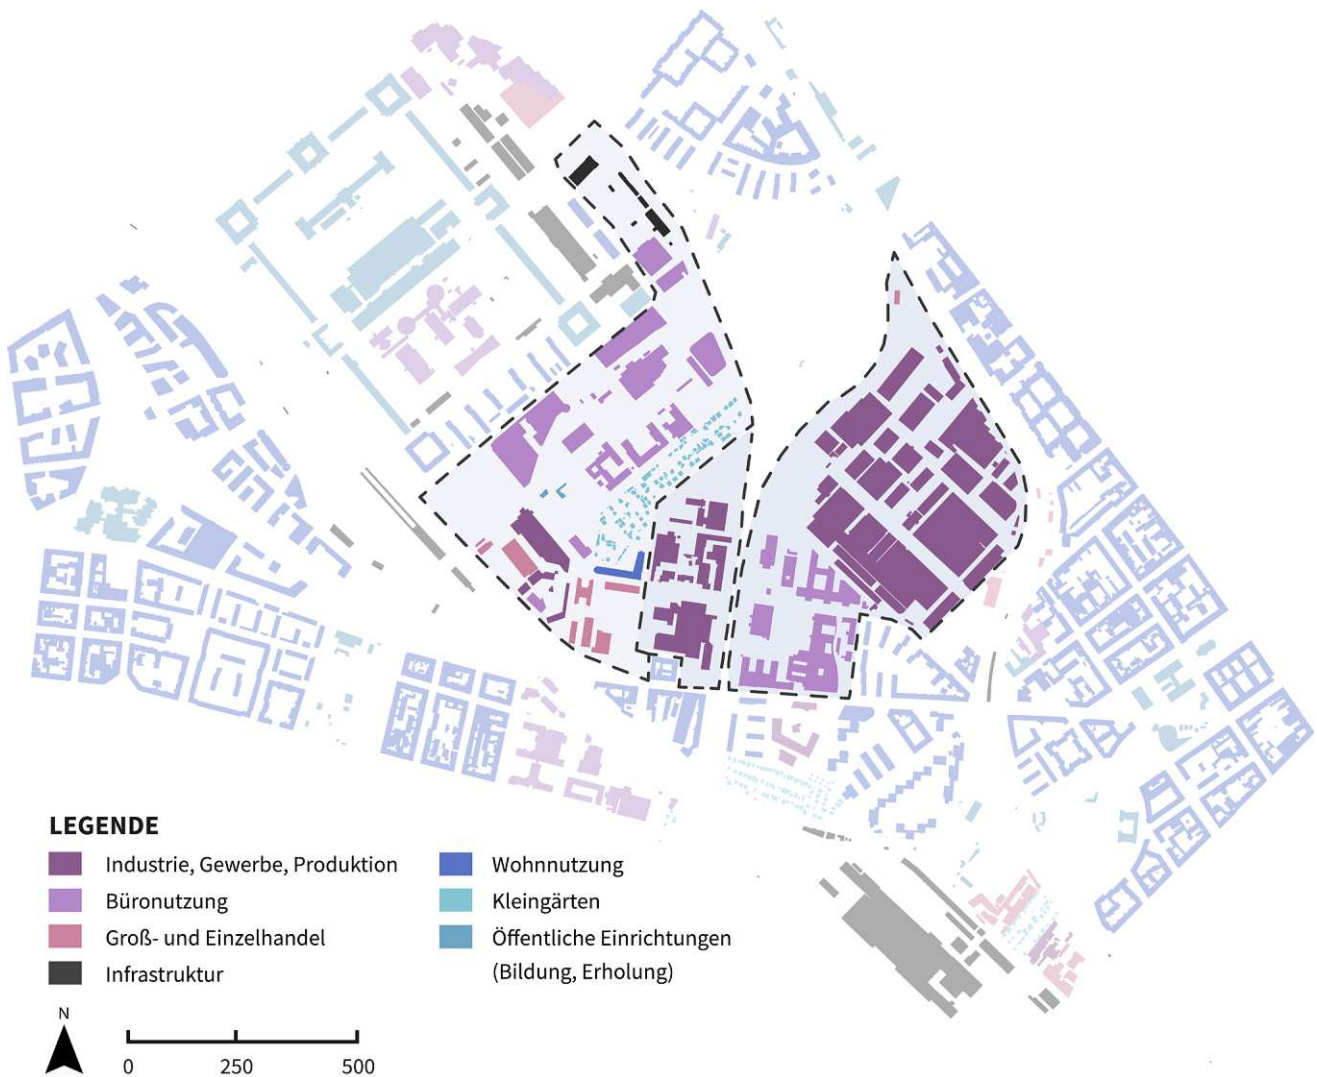 LEGENDE
Industrie, Gewerbe, Produktion
Büronutzung
Groß- und Einzelhandel
Infrastruktur
Wohnnutzung
Kleingärten
Öffentliche Einrichtungen
(Bildung, Erholung)
N
0 250 500